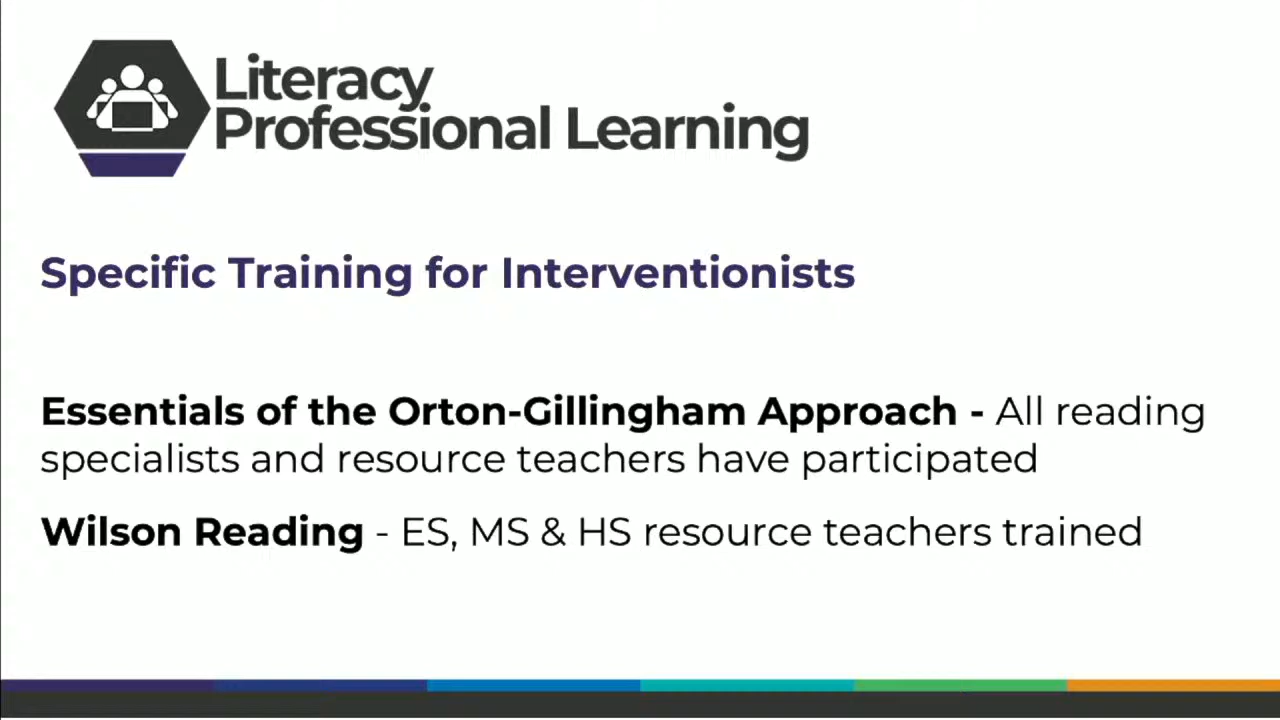 Literacy
Professional Learning
Specific Training for Interventionists
Essentials of the Orton-Gillingham Approach - All reading
specialists and resource teachers have participated
Wilson Reading - ES, MS & HS resource teachers trained